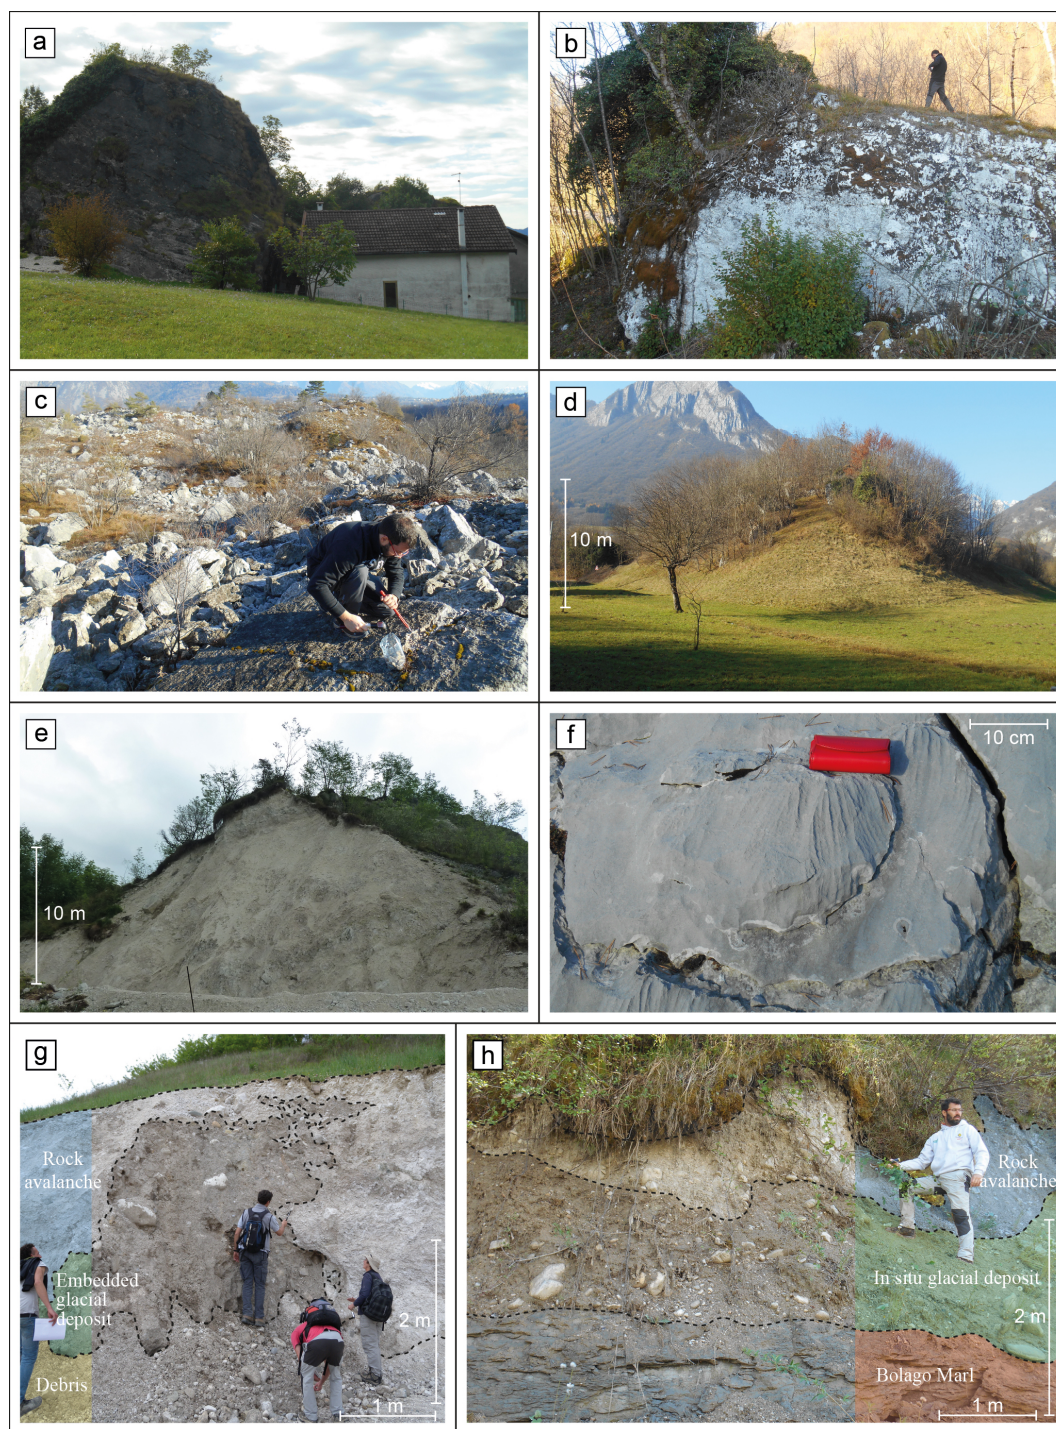 a
b
c
d
10 m
e
10 m
f
10 cm
g
Rock
avalanche
Embedded
glacial
deposit
Debris
2 m
1 m
h
Rock
avalanche
In situ glacial deposit
2 m
Bolago Marl
1 m